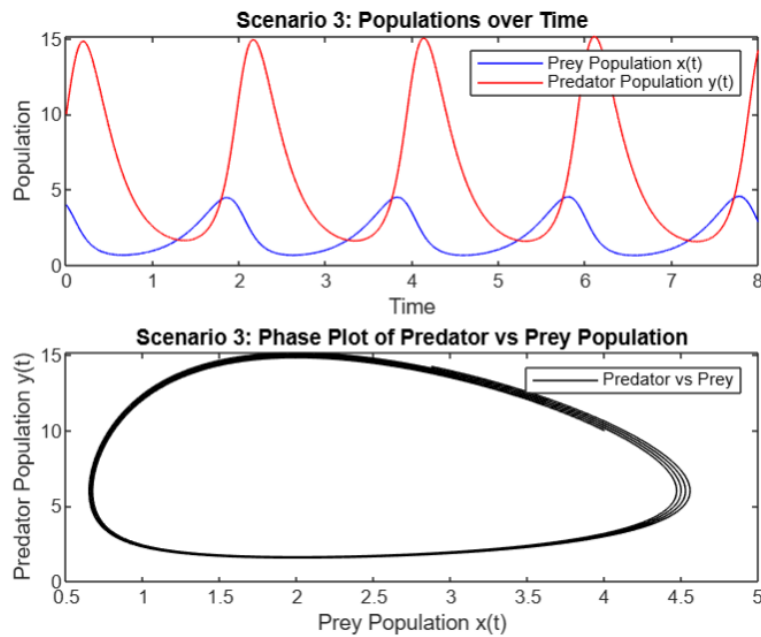 Scenario 3: Populations over Time
15
10
5
0
Population
Prey Population x(t)
Predator Population y(t)
0 1 2 3 4 5 6 7 8
Time
Scenario 3: Phase Plot of Predator vs Prey Population
15
10
5
0
Predator Population y(t)
Predator vs Prey
0.5 1 1.5 2 2.5 3 3.5 4 4.5 5
Prey Population x(t)